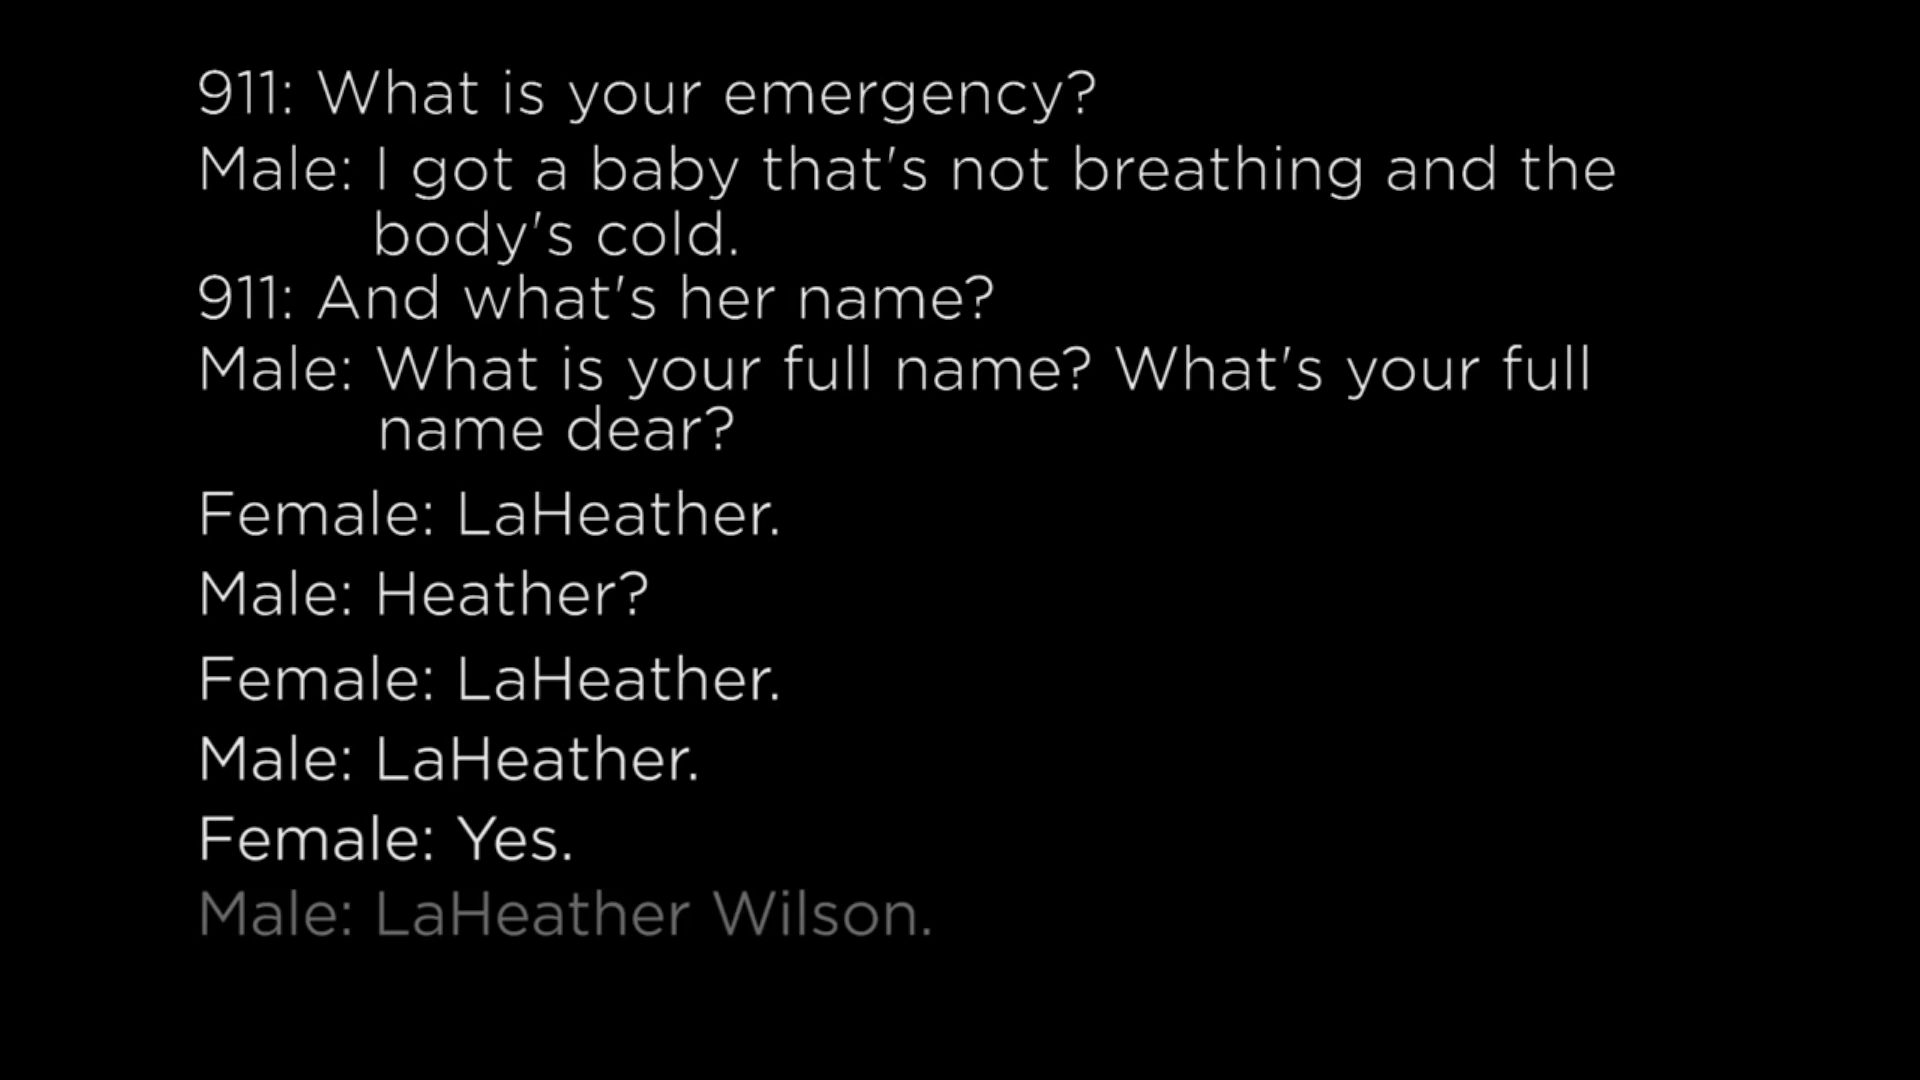 911: What is your emergency?
Male: I got a baby that's not breathing and the
body's cold.
911: And what's her name?
Male: What is your full name? What's your full
name dear?
Female: LaHeather.
Male: Heather?
Female: LaHeather.
Male: LaHeather.
Female: Yes.
Male: LaHeather Wilson.